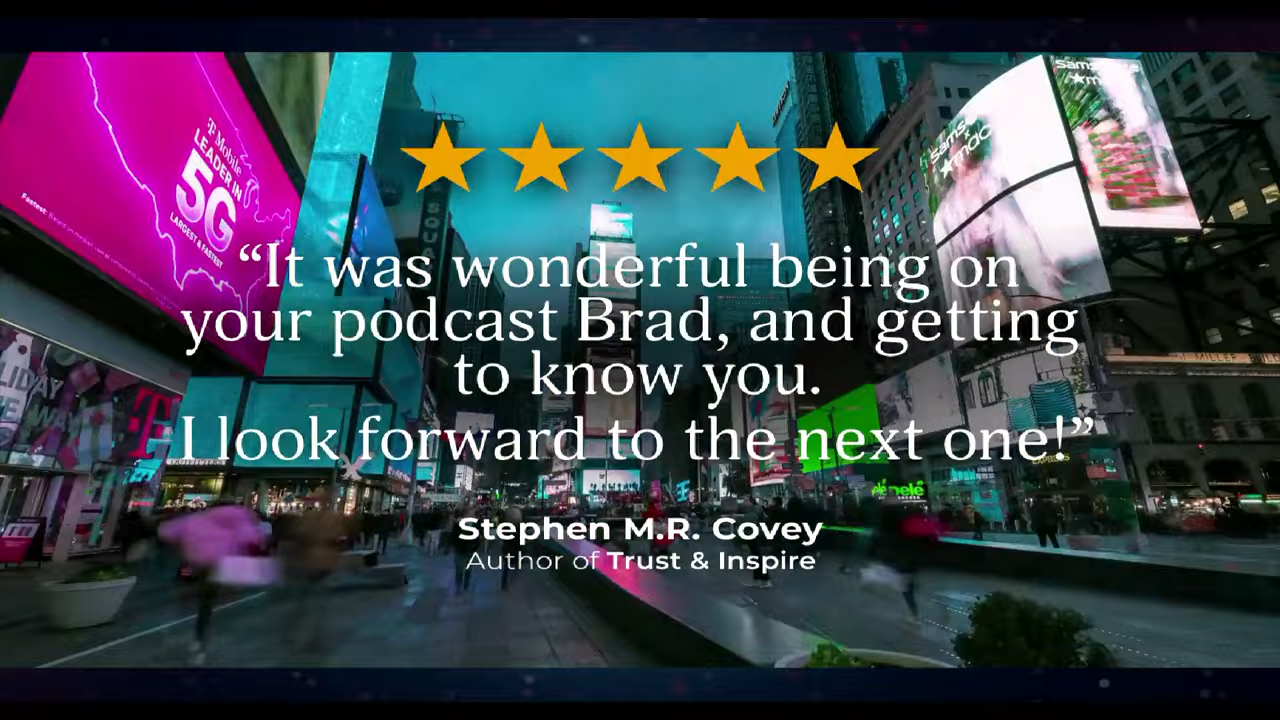 T Mobile
LEADER IN
5G
LARGEST & FASTEST
“It was wonderful being on
your podcast Brad, and getting
to know you.
I look forward to the next one!”
Stephen M.R. Covey
Author of Trust & Inspire